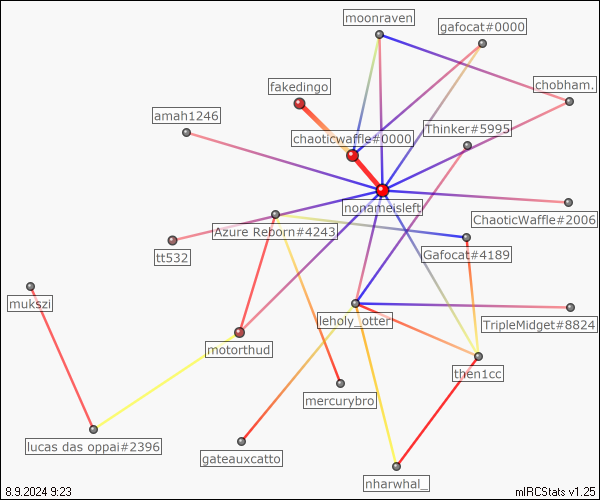 moonraven
gafocat#0000
fakedingo
chobham.
amah1246
chaoticwaffle#0000
Thinker#5995
nonameisleft
ChaoticWaffle#2006
Azure Reborn#4243
tt532
Gafocat#4189
mukszi
leholy_otter
TripleMidget#8824
motorthud
then1cc
mercurybro
lucas das oppai#2396
gateauxcatto
nharwhal_
8.9.2024 9:23
mIRCStats v1.25